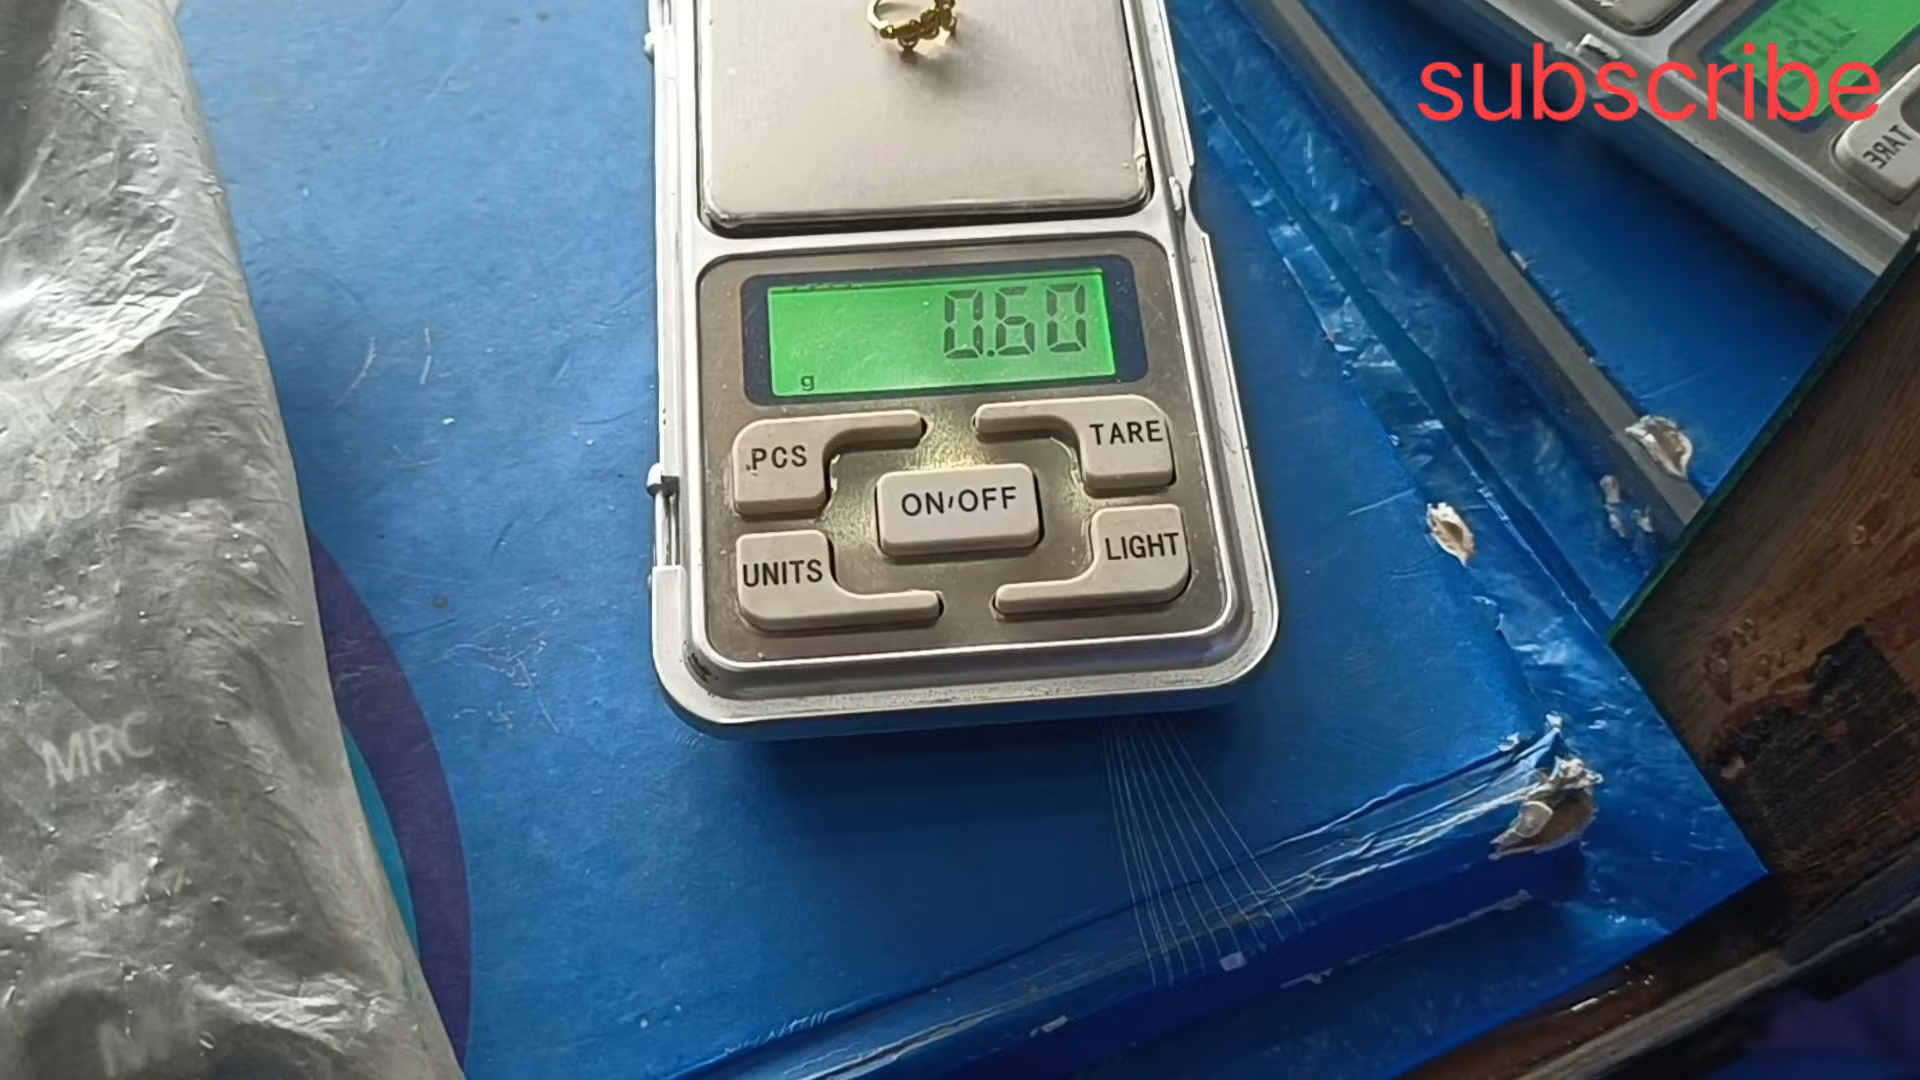 subscribe
TARE
0.60
g
PCS
TARE
ON/OFF
UNITS
LIGHT
MRC